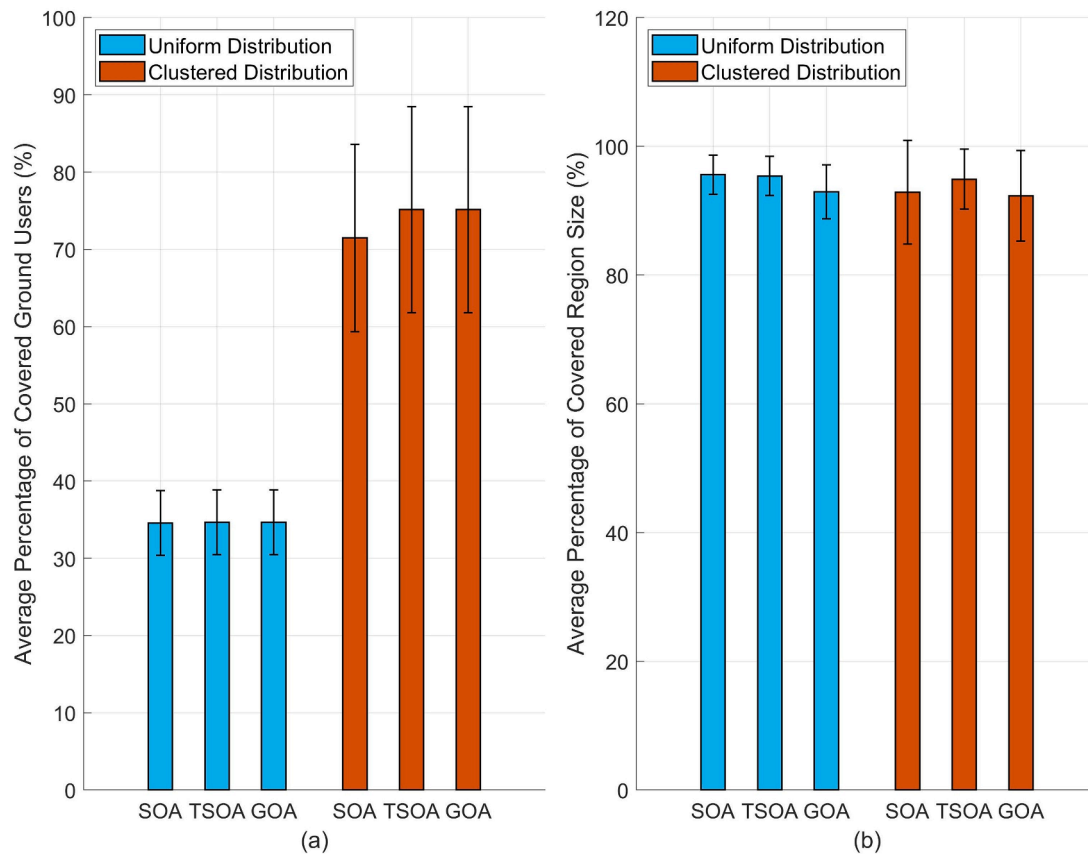 Average Percentage of Covered Ground Users (%)
100
90
80
70
60
50
40
30
20
10
0
Uniform Distribution
Clustered Distribution
SOA TSOA GOA SOA TSOA GOA
(a)
Average Percentage of Covered Region Size (%)
120
100
80
60
40
20
0
Uniform Distribution
Clustered Distribution
SOA TSOA GOA SOA TSOA GOA
(b)